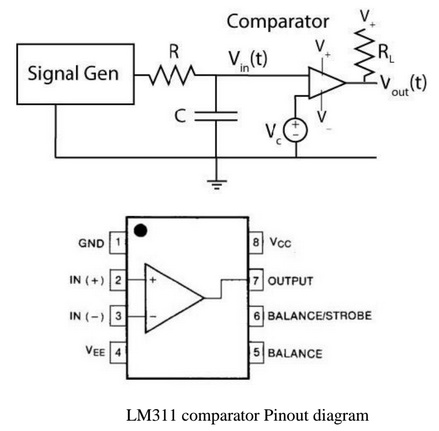 Comparator
V+
Signal Gen
R
Vin(t)
V+
RL
Vout(t)
C
Vc
+
−
V−
GND 1
8 VCC
IN (+) 2
+
7 OUTPUT
IN (−) 3
−
6 BALANCE/STROBE
VEE 4
5 BALANCE
LM311 comparator Pinout diagram